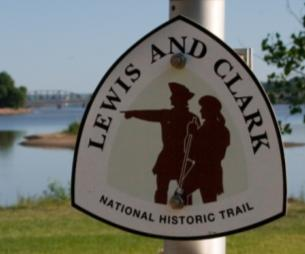 LEWIS AND CLARK
NATIONAL HISTORIC TRAIL